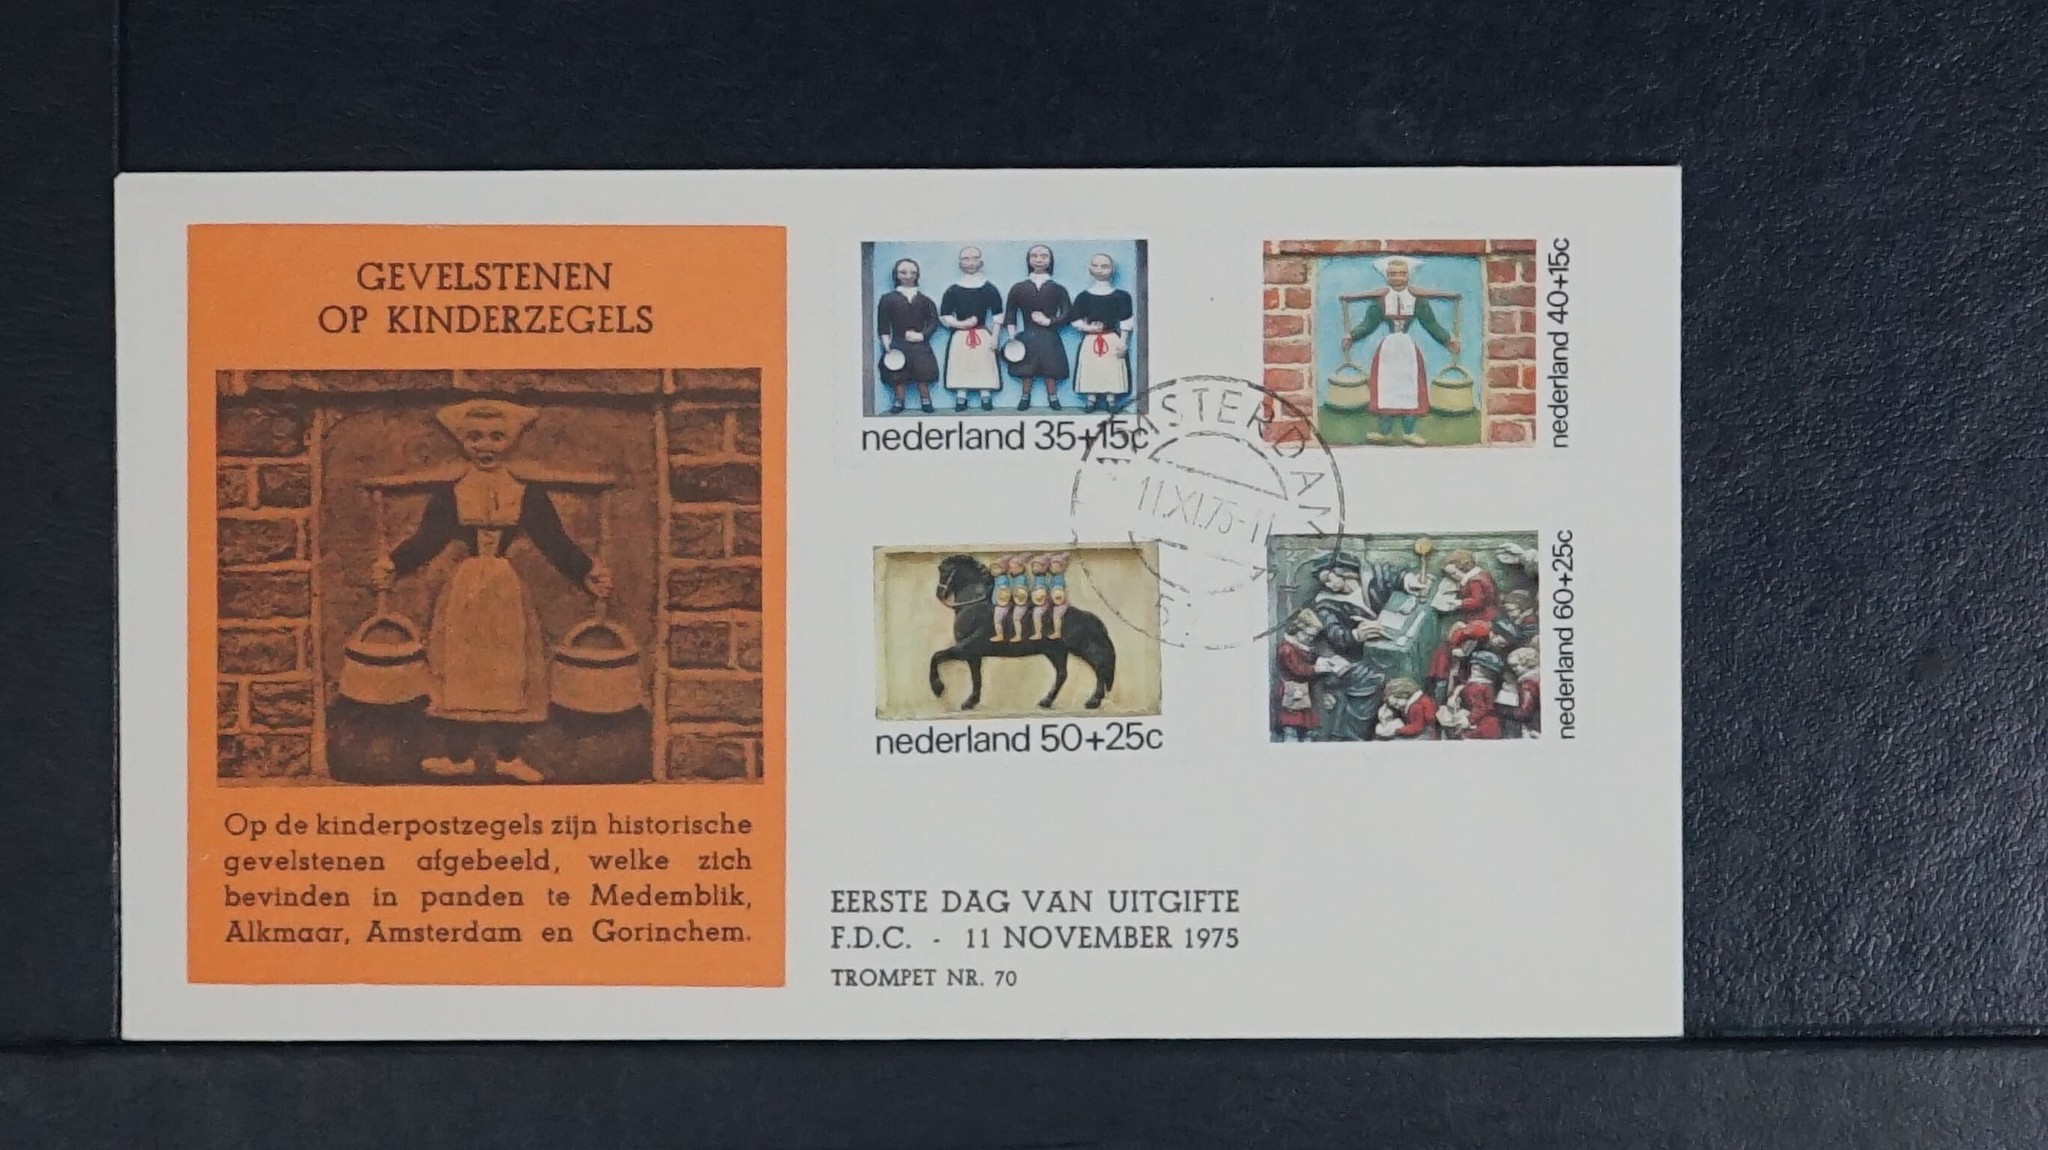 GEVELSTENEN
OP KINDERZEGELS
Op de kinderpostzegels zijn historische
gevelstenen afgebeeld, welke zich
bevinden in panden te Medemblik,
Alkmaar, Amsterdam en Gorinchem.
nederland 35+15c
nederland 40+15c
AMSTERDAM
11.XI.75-11
nederland 50+25c
nederland 60+25c
EERSTE DAG VAN UITGIFTE
F.D.C. - 11 NOVEMBER 1975
TROMPET NR. 70